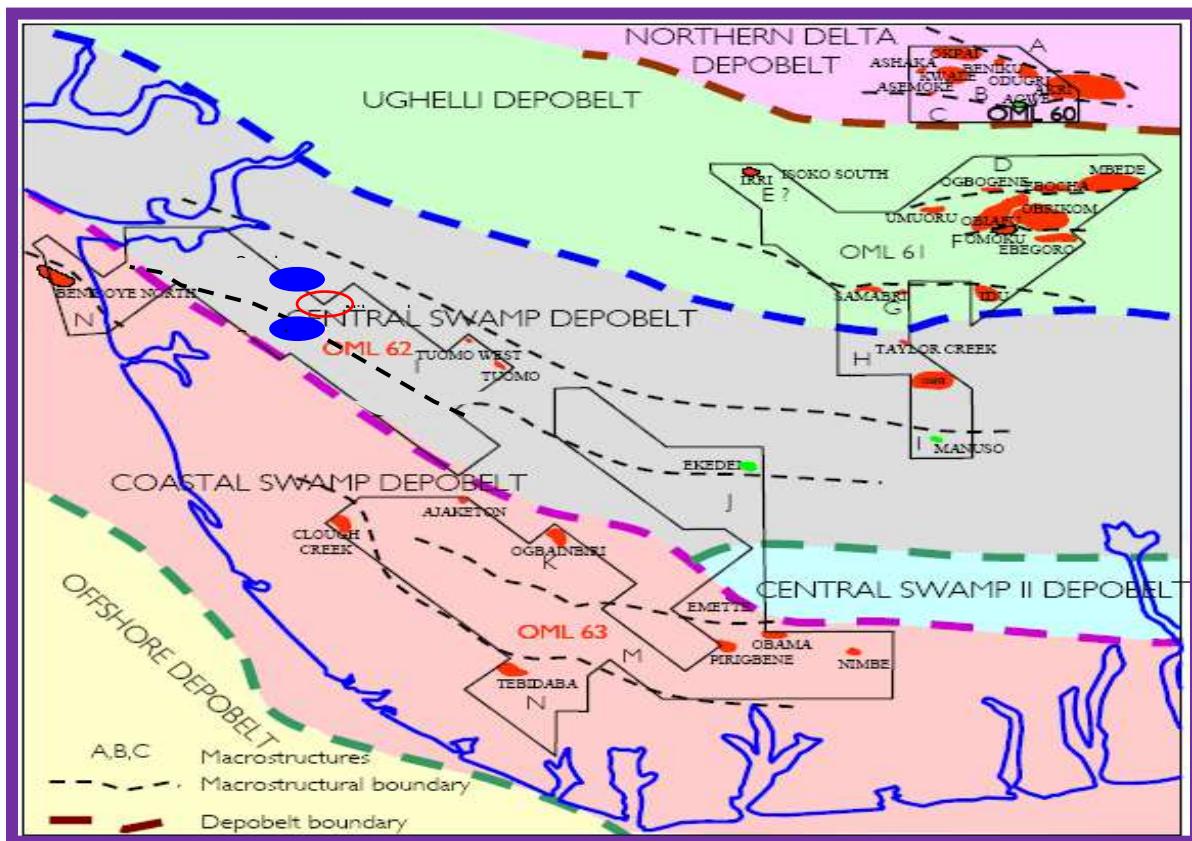 NORTHERN DELTA
DEPOBELT
A
OKPAI
ASHAKA
BENIKU
KWALE
ODUGRI
ASEMOKE
B
AKRI
AGWE
C
OML 60
UGHELLI DEPOBELT
D
MBEDE
IRRI
ISOKO SOUTH
E ?
OGBOGENE
EBOCHA
UMUORU
OBIAFU
OBRIKOM
F
OMOKU
EBEGORO
OML 61
SAMABRI
IDU
G
BENI BOYE NORTH
N
CENTRAL SWAMP DEPOBELT
OML 62
TUOMO WEST
TUOMO
I
H
TAYLOR CREEK
I
MANUSO
EKEDEI
J
COASTAL SWAMP DEPOBELT
AJAKETON
CLOUGH
CREEK
OGBAINBIRI
K
CENTRAL SWAMP II DEPOBELT
EMETTE
OML 63
OBAMA
PIRIGBENE
NIMBE
M
TEBIDABA
N
OFFSHORE DEPOBELT
A,B,C Macrostructures
Macrostructural boundary
Depobelt boundary